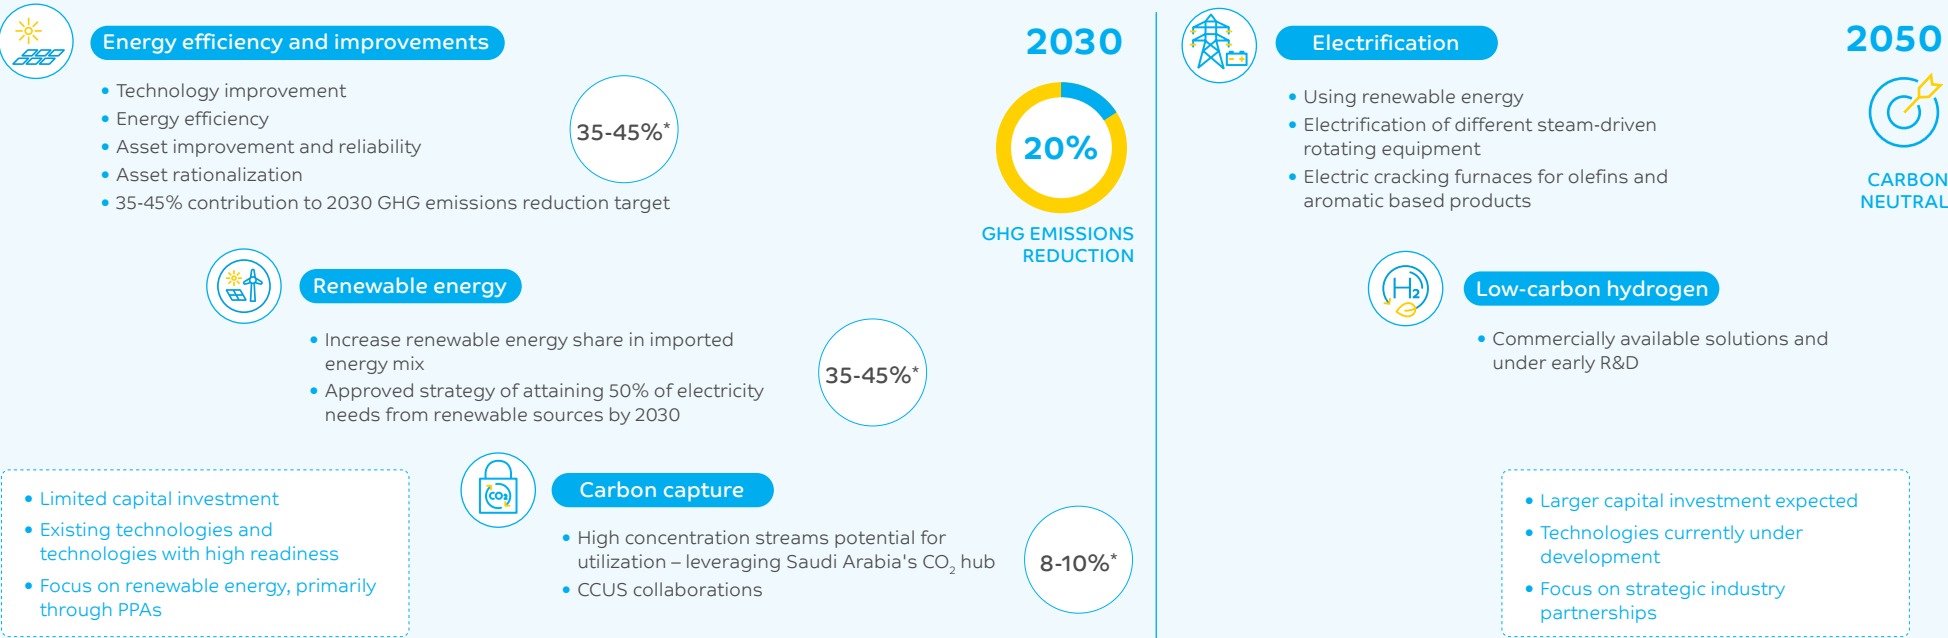 Energy efficiency and improvements
• Technology improvement
• Energy efficiency
• Asset improvement and reliability
• Asset rationalization
• 35-45% contribution to 2030 GHG emissions reduction target
35-45%*
2030
20%
GHG EMISSIONS
REDUCTION
Renewable energy
• Increase renewable energy share in imported
energy mix
• Approved strategy of attaining 50% of electricity
needs from renewable sources by 2030
35-45%*
CO₂
Carbon capture
• High concentration streams potential for
utilization – leveraging Saudi Arabia's CO₂ hub
• CCUS collaborations
8-10%*
• Limited capital investment
• Existing technologies and
technologies with high readiness
• Focus on renewable energy, primarily
through PPAs
Electrification
• Using renewable energy
• Electrification of different steam-driven
rotating equipment
• Electric cracking furnaces for olefins and
aromatic based products
2050
CARBON
NEUTRAL
H₂
Low-carbon hydrogen
• Commercially available solutions and
under early R&D
• Larger capital investment expected
• Technologies currently under
development
• Focus on strategic industry
partnerships